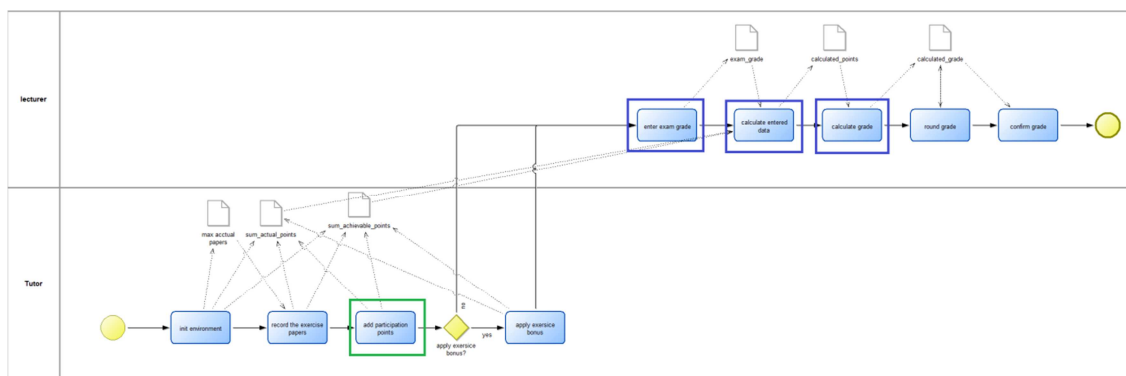 lecturer
exam_grade
calculated_points
calculated_grade
enter exam grade
calculate entered
data
calculate grade
round grade
confirm grade
Tutor
max acctual
papers
sum_actual_points
sum_achievable_points
init environment
record the exercise
papers
add participation
points
no
apply exersice
bonus?
yes
apply exersice
bonus